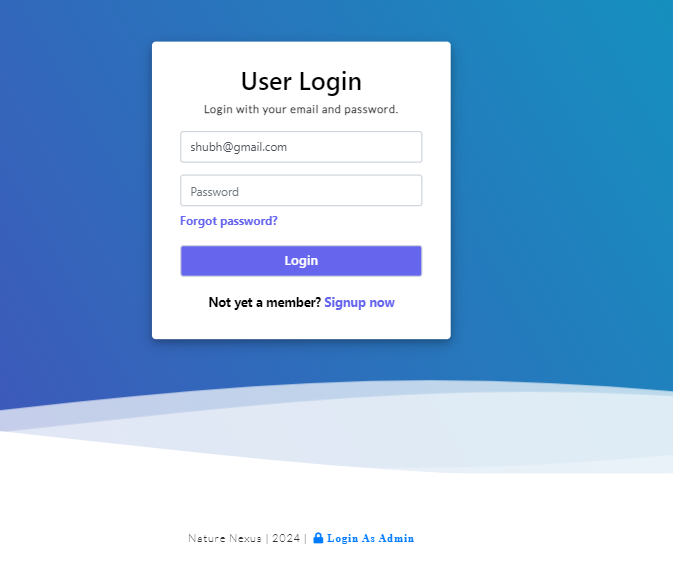 User Login
Login with your email and password.
shubh@gmail.com
Password
Forgot password?
Login
Not yet a member? Signup now
Nature Nexus | 2024 | Login As Admin